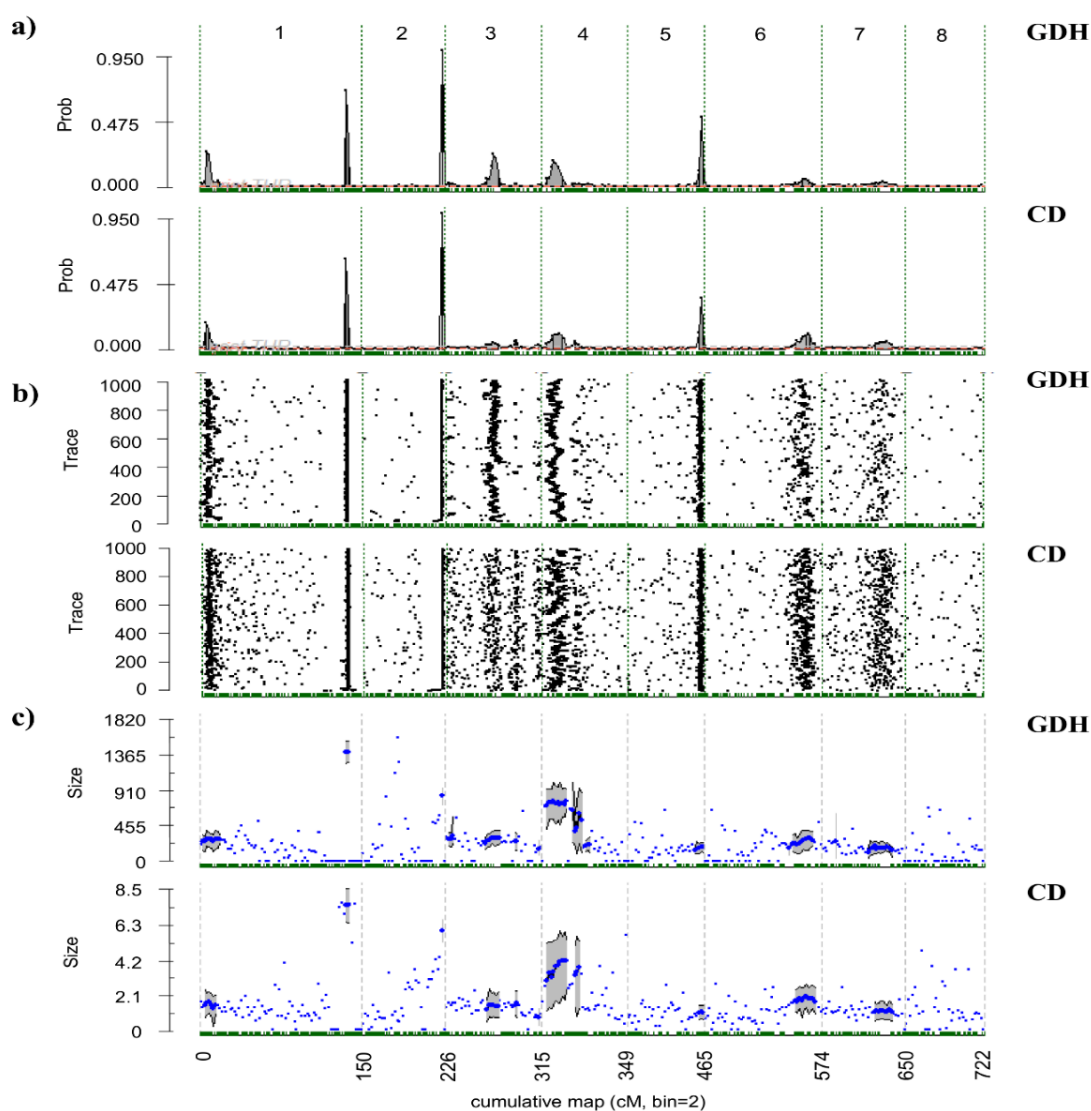 a)
1 2 3 4 5 6 7 8
GDH
0.950
0.475
0.000
Prob
CD
0.950
0.475
0.000
Prob
b)
GDH
1000
800
600
400
200
0
Trace
CD
1000
800
600
400
200
0
Trace
c)
GDH
1820
1365
910
455
0
Size
CD
8.5
6.3
4.2
2.1
0
Size
0 150 226 315 349 465 574 650 722
cumulative map (cM, bin=2)